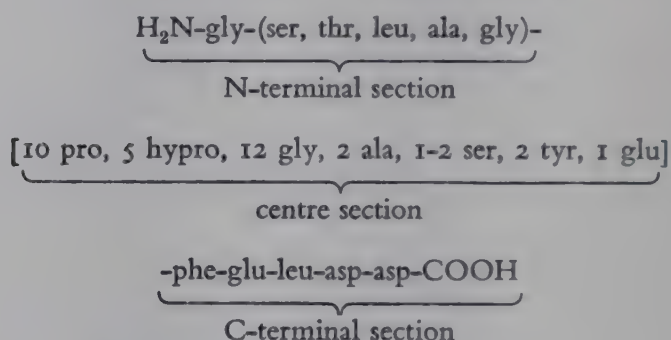 H₂N-gly-(ser, thr, leu, ala, gly)-
N-terminal section
[10 pro, 5 hypro, 12 gly, 2 ala, 1-2 ser, 2 tyr, 1 glu]
centre section
-phe-glu-leu-asp-asp-COOH
C-terminal section